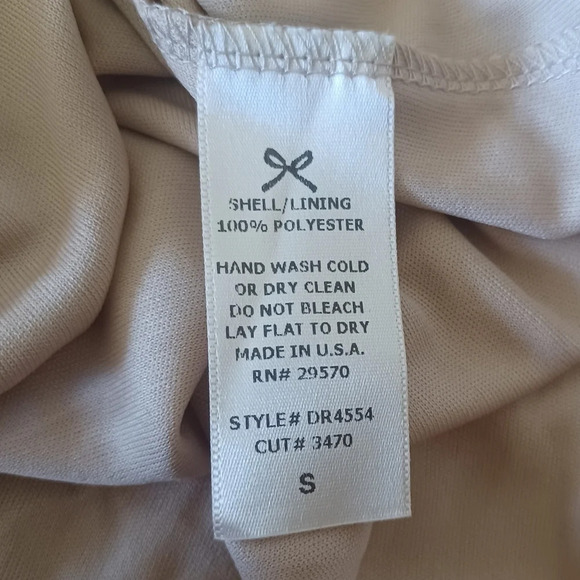 SHELL/LINING
100% POLYESTER
HAND WASH COLD
OR DRY CLEAN
DO NOT BLEACH
LAY FLAT TO DRY
MADE IN U.S.A.
RN# 29570
STYLE# DR4554
CUT# 3470
S